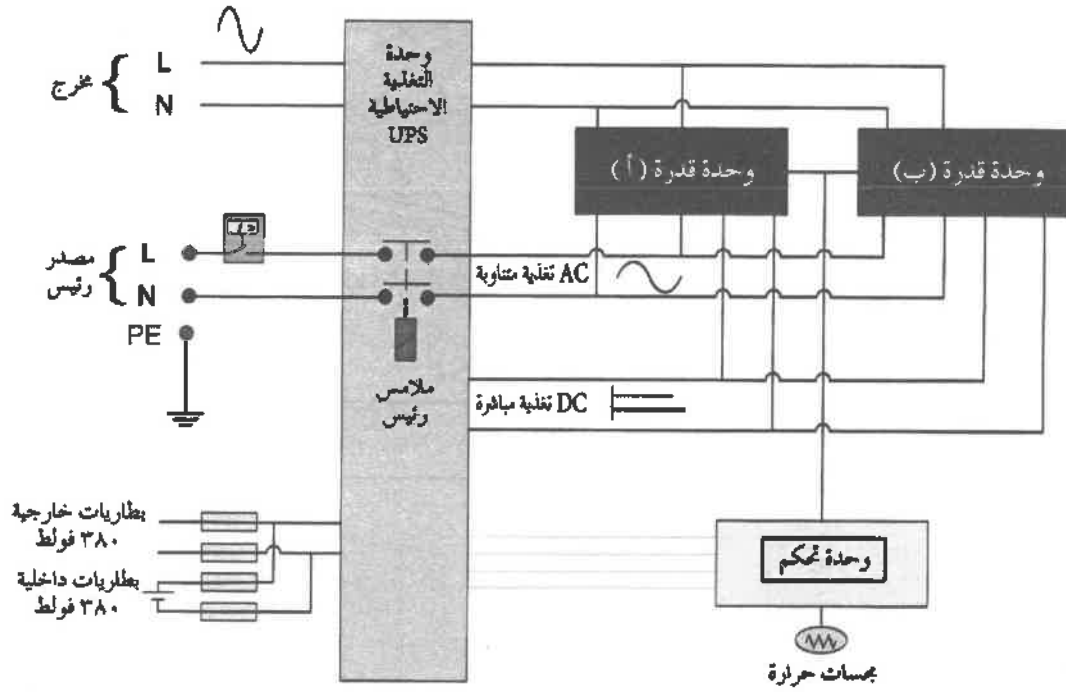 مخرج
L
N
وحدة
التغذية
الاحتياطية
UPS
وحدة قدرة (أ)
وحدة قدرة (ب)
مصدر
رئيس
L
N
PE
AC تغذية متناوبة
ملامس
رئيس
DC تغذية مباشرة
بطاريات خارجية
٣٨٠ فولط
بطاريات داخلية
٣٨٠ فولط
وحدة تحكم
مجسات حرارة